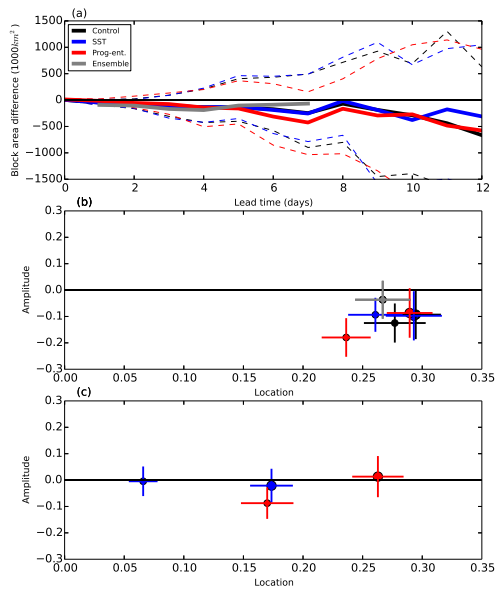 (a)
1500
1000
500
0
−500
−1000
−1500
Block area difference (1000km² )
Control
SST
Prog-ent.
Ensemble
0 2 4 6 8 10 12
Lead time (days)
(b)
0.3
0.2
0.1
0.0
−0.1
−0.2
−0.3
Amplitude
0.00 0.05 0.10 0.15 0.20 0.25 0.30 0.35
Location
(c)
0.3
0.2
0.1
0.0
−0.1
−0.2
−0.3
Amplitude
0.00 0.05 0.10 0.15 0.20 0.25 0.30 0.35
Location